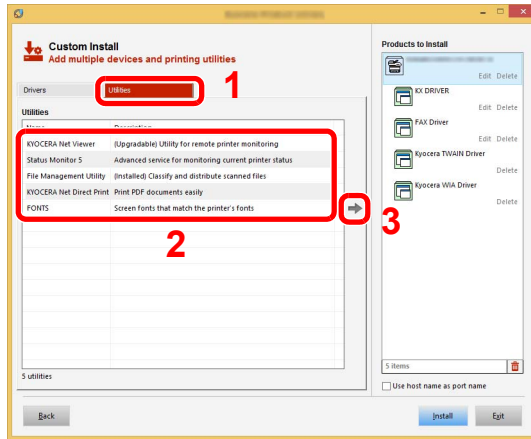 Custom Install
Add multiple devices and printing utilities
Drivers
Utilities
1
Utilities
Name Description
KYOCERA Net Viewer (Upgradable) Utility for remote printer monitoring
Status Monitor 5 Advanced service for monitoring current printer status
File Management Utility (Installed) Classify and distribute scanned files
KYOCERA Net Direct Print Print PDF documents easily
FONTS Screen fonts that match the printer's fonts
2
3
5 utilities
Products to Install
Edit Delete
KX DRIVER
Edit Delete
FAX Driver
Edit Delete
Kyocera TWAIN Driver
Delete
Kyocera WIA Driver
Delete
5 items
Use host name as port name
Back
Install
Exit